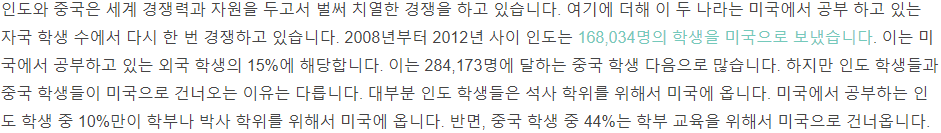 인도와 중국은 세계 경쟁력과 자원을 두고서 벌써 치열한 경쟁을 하고 있습니다. 여기에 더해 이 두 나라는 미국에서 공부 하고 있는
자국 학생 수에서 다시 한 번 경쟁하고 있습니다. 2008년부터 2012년 사이 인도는 168,034명의 학생을 미국으로 보냈습니다. 이는 미
국에서 공부하고 있는 외국 학생의 15%에 해당합니다. 이는 284,173명에 달하는 중국 학생 다음으로 많습니다. 하지만 인도 학생들과
중국 학생들이 미국으로 건너오는 이유는 다릅니다. 대부분 인도 학생들은 석사 학위를 위해서 미국에 옵니다. 미국에서 공부하는 인
도 학생 중 10%만이 학부나 박사 학위를 위해서 미국에 옵니다. 반면, 중국 학생 중 44%는 학부 교육을 위해서 미국으로 건너옵니다.